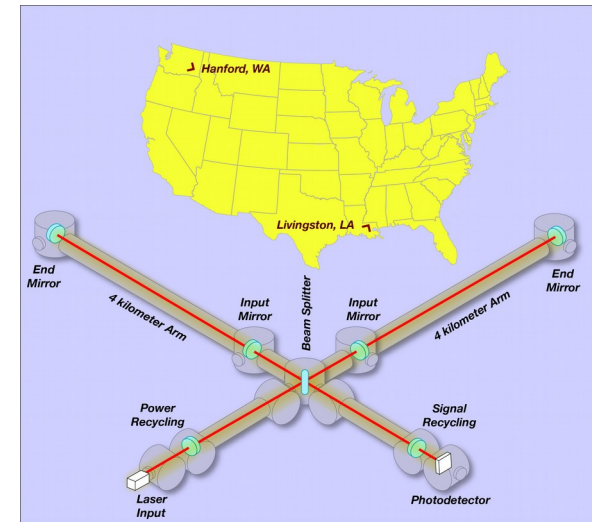 Hanford, WA
Livingston, LA
End
Mirror
4 kilometer Arm
Input
Mirror
Beam Splitter
Input
Mirror
4 kilometer Arm
End
Mirror
Power
Recycling
Signal
Recycling
Laser
Input
Photodetector